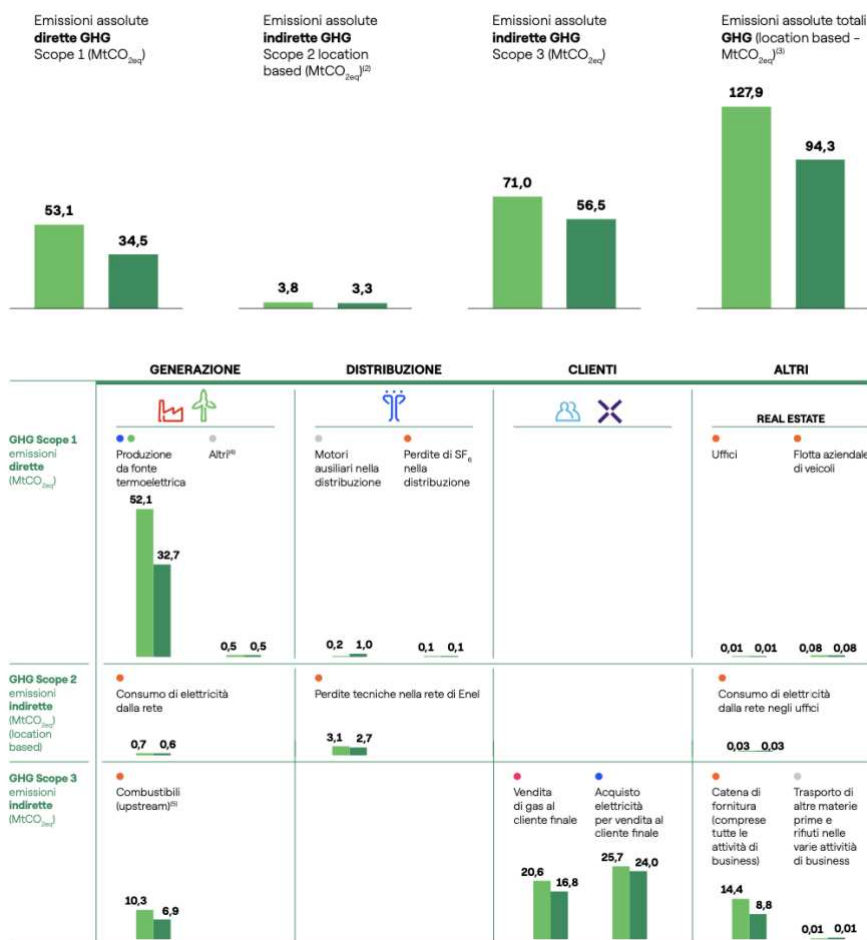 Emissioni assolute
dirette GHG
Scope 1 (MtCO2eq)
Emissioni assolute
indirette GHG
Scope 2 location
based (MtCO2eq)(2)
Emissioni assolute
indirette GHG
Scope 3 (MtCO2eq)
Emissioni assolute totali
GHG (location based –
MtCO2eq)(3)
53,1
34,5
3,8
3,3
71,0
56,5
127,9
94,3
GENERAZIONE
DISTRIBUZIONE
CLIENTI
ALTRI
REAL ESTATE
GHG Scope 1
emissioni
dirette
(MtCO2eq)
Produzione
da fonte
termoelettrica
52,1
32,7
Altri(4)
0,5 0,5
Motori
ausiliari nella
distribuzione
0,2 1,0
Perdite di SF6
nella
distribuzione
0,1 0,1
Uffici
0,01 0,01
Flotta aziendale
di veicoli
0,08 0,08
GHG Scope 2
emissioni
indirette
(MtCO2eq)
(location
based)
Consumo di elettricità
dalla rete
0,7 0,6
Perdite tecniche nella rete di Enel
3,1 2,7
Consumo di elettr cità
dalla rete negli uffici
0,03 0,03
GHG Scope 3
emissioni
indirette
(MtCO2eq)
Combustibili
(upstream)(5)
10,3
6,9
Vendita
di gas al
cliente finale
20,6
16,8
Acquisto
elettricità
per vendita al
cliente finale
25,7
24,0
Catena di
fornitura
(comprese
tutte le
attività di
business)
14,4
8,8
Trasporto di
altre materie
prime e
rifiuti nelle
varie attivitià
di business
0,01 0,01